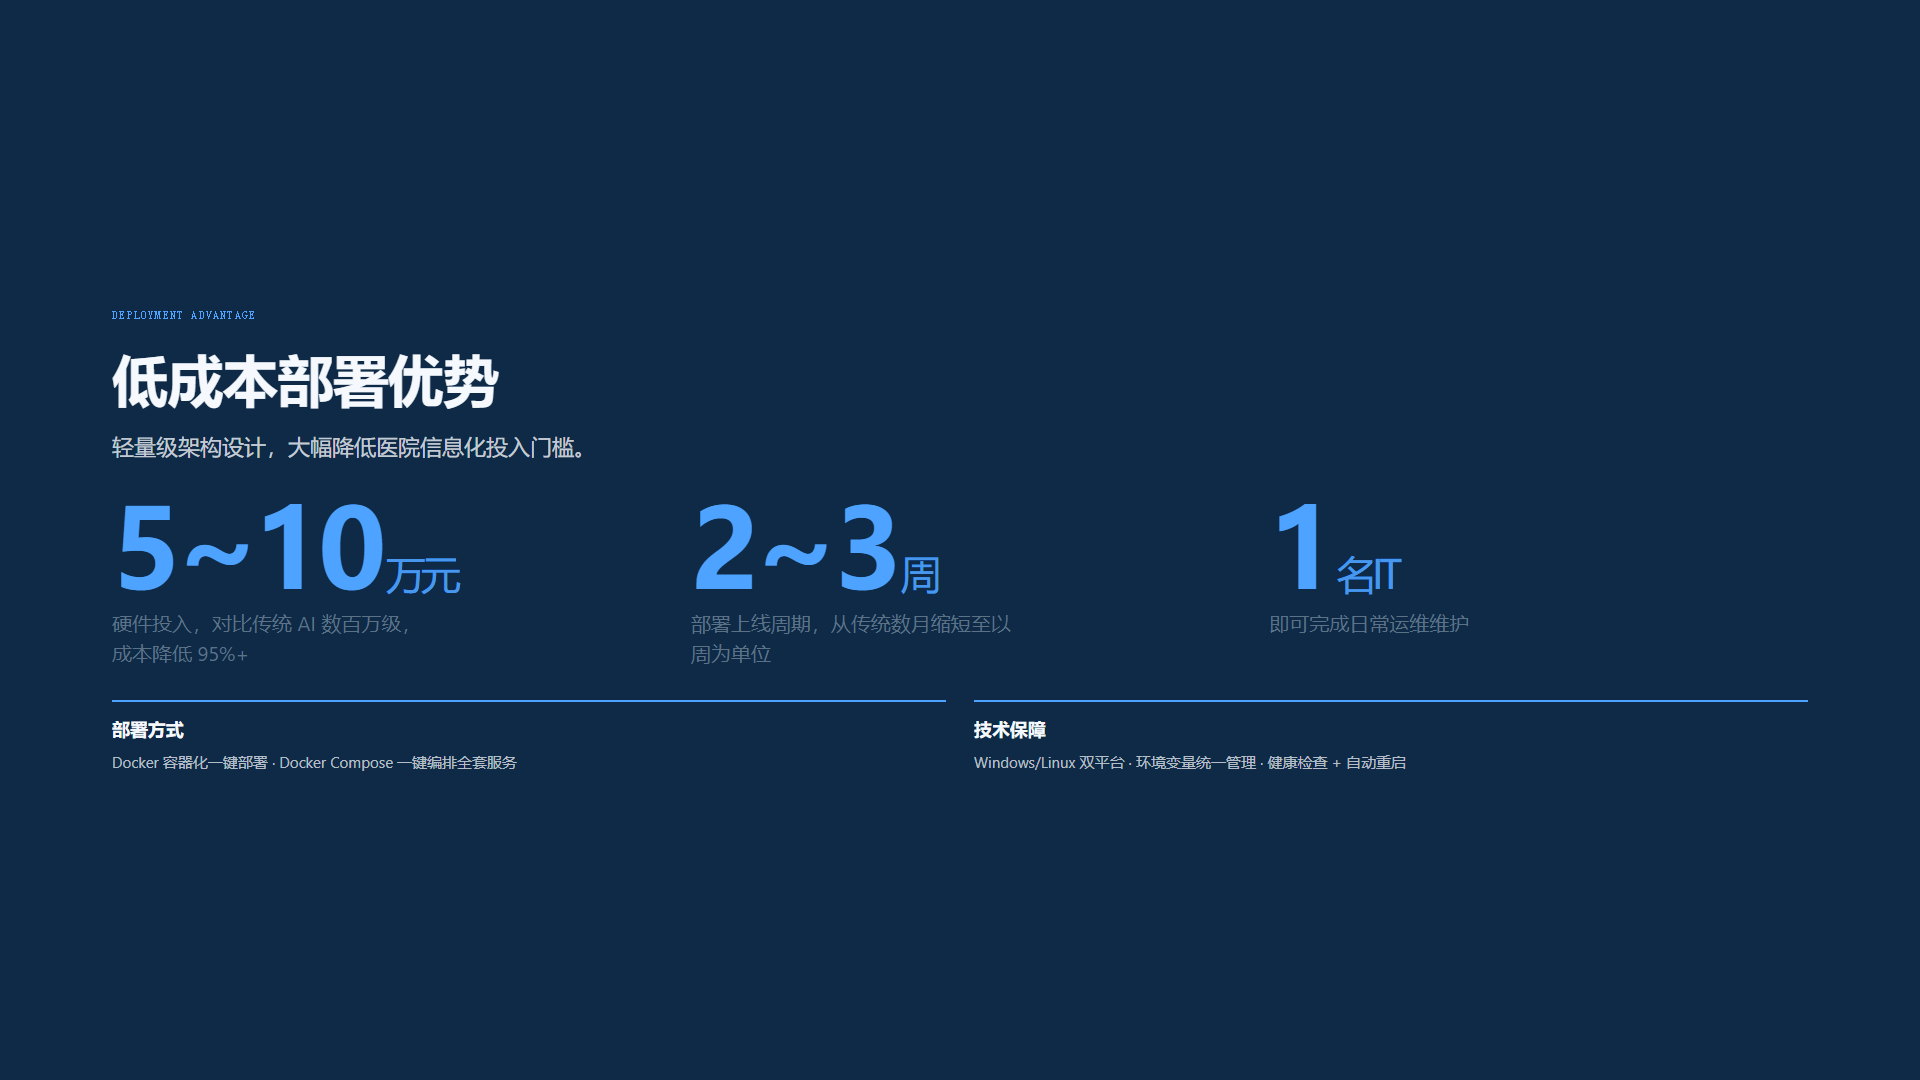 DEPLOYMENT ADVANTAGE
低成本部署优势
轻量级架构设计，大幅降低医院信息化投入门槛。
5~10万元
硬件投入，对比传统 AI 数百万级，
成本降低 95%+
2~3周
部署上线周期，从传统数月缩短至以
周为单位
1名IT
即可完成日常运维维护
部署方式
Docker 容器化一键部署 · Docker Compose 一键编排全套服务
技术保障
Windows/Linux 双平台 · 环境变量统一管理 · 健康检查 + 自动重启